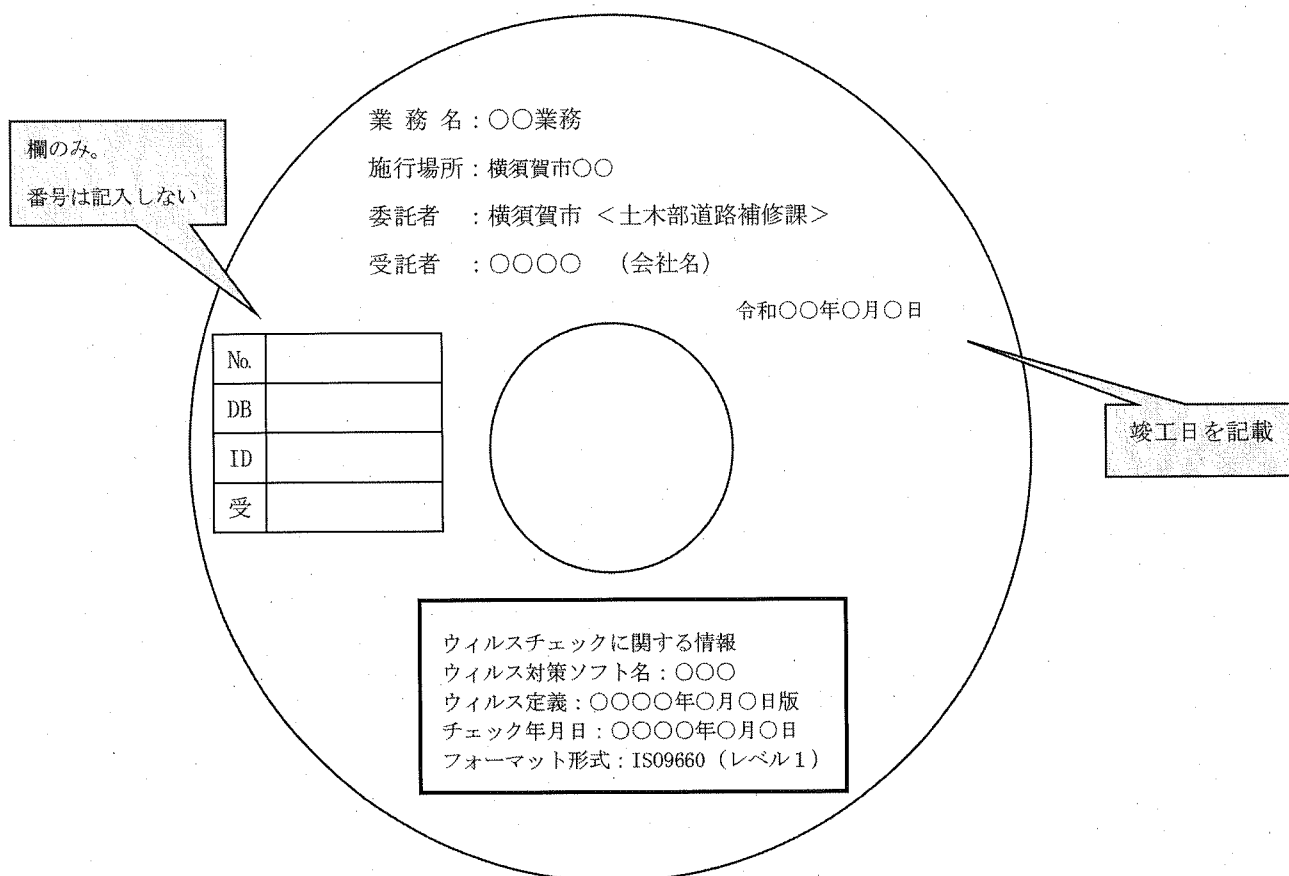 業 務 名：○○業務
施行場所：横須賀市○○
委託者　：横須賀市 ＜土木部道路補修課＞
受託者　：○○○○　（会社名）
令和○○年○月○日
欄のみ。
番号は記入しない
No.
DB
ID
受
竣工日を記載
ウィルスチェックに関する情報
ウィルス対策ソフト名：○○○
ウィルス定義：○○○○年○月○日版
チェック年月日：○○○○年○月○日
フォーマット形式：ISO9660（レベル１）